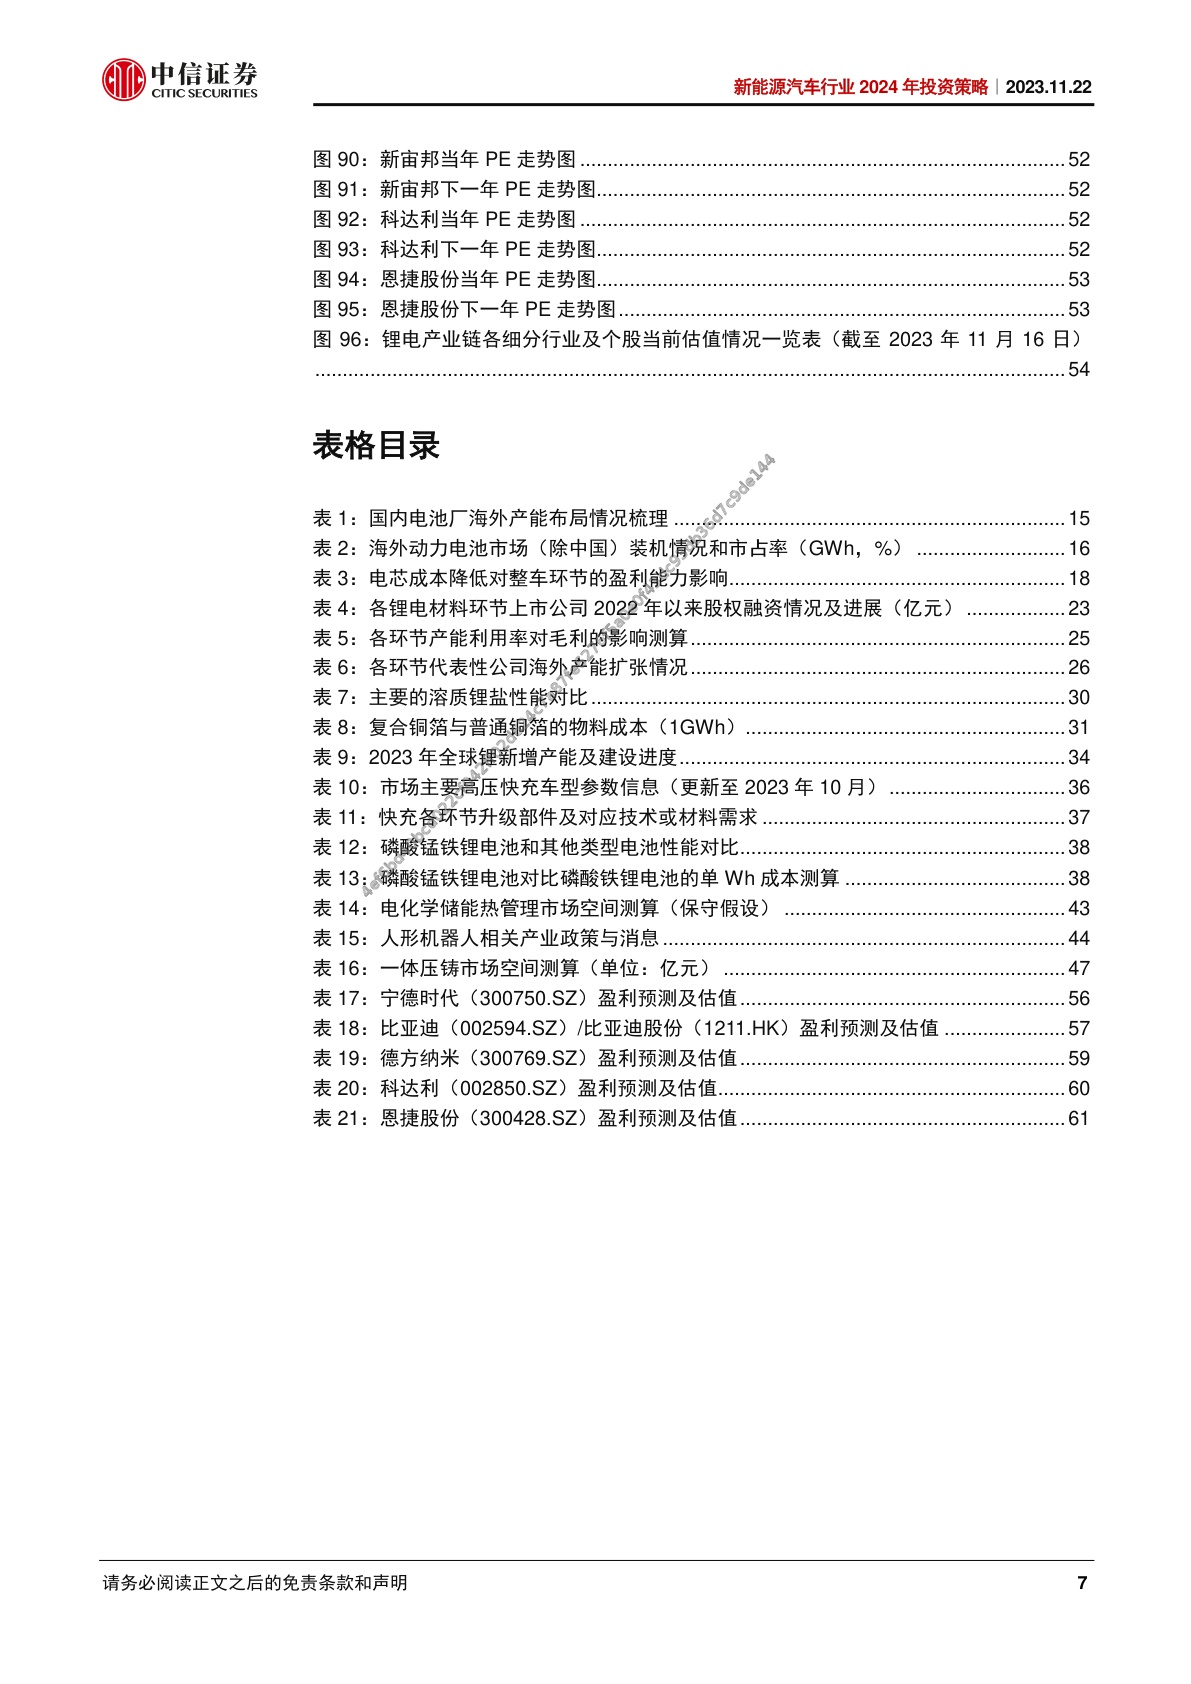 中信证券
CITIC SECURITIES
新能源汽车行业 2024 年投资策略｜2023.11.22
图 90：新宙邦当年 PE 走势图 ........ 52
图 91：新宙邦下一年 PE 走势图 ........ 52
图 92：科达利当年 PE 走势图 ........ 52
图 93：科达利下一年 PE 走势图 ........ 52
图 94：恩捷股份当年 PE 走势图 ........ 53
图 95：恩捷股份下一年 PE 走势图 ........ 53
图 96：锂电产业链各细分行业及个股当前估值情况一览表（截至 2023 年 11 月 16 日）
........ 54
表格目录
表 1：国内电池厂海外产能布局情况梳理 ........ 15
表 2：海外动力电池市场（除中国）装机情况和市占率（GWh，%） ........ 16
表 3：电芯成本降低对整车环节的盈利能力影响 ........ 18
表 4：各锂电材料环节上市公司 2022 年以来股权融资情况及进展（亿元） ........ 23
表 5：各环节产能利用率对毛利的影响测算 ........ 25
表 6：各环节代表性公司海外产能扩张情况 ........ 26
表 7：主要的溶质锂盐性能对比 ........ 30
表 8：复合铜箔与普通铜箔的物料成本（1GWh） ........ 31
表 9：2023 年全球锂新增产能及建设进度 ........ 34
表 10：市场主要高压快充车型参数信息（更新至 2023 年 10 月） ........ 36
表 11：快充各环节升级部件及对应技术或材料需求 ........ 37
表 12：磷酸锰铁锂电池和其他类型电池性能对比 ........ 38
表 13：磷酸锰铁锂电池对比磷酸铁锂电池的单 Wh 成本测算 ........ 38
表 14：电化学储能热管理市场空间测算（保守假设） ........ 43
表 15：人形机器人相关产业政策与消息 ........ 44
表 16：一体压铸市场空间测算（单位：亿元） ........ 47
表 17：宁德时代（300750.SZ）盈利预测及估值 ........ 56
表 18：比亚迪（002594.SZ）/比亚迪股份（1211.HK）盈利预测及估值 ........ 57
表 19：德方纳米（300769.SZ）盈利预测及估值 ........ 59
表 20：科达利（002850.SZ）盈利预测及估值 ........ 60
表 21：恩捷股份（300428.SZ）盈利预测及估值 ........ 61
请务必阅读正文之后的免责条款和声明
7